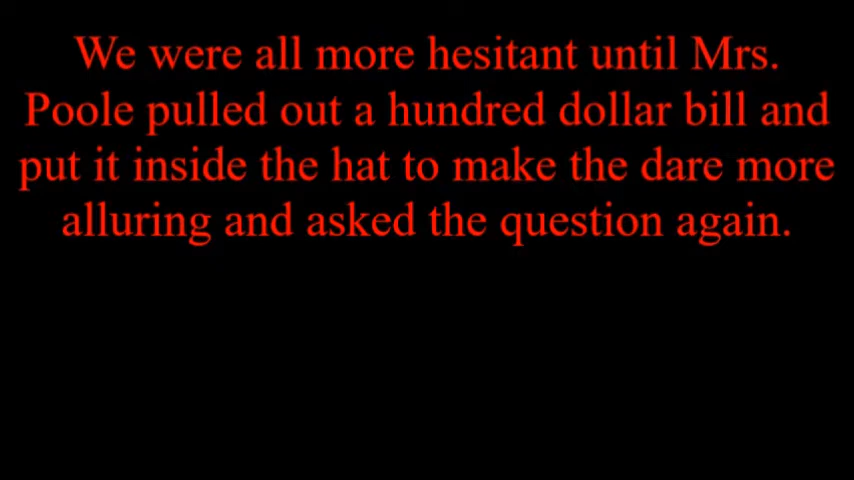 We were all more hesitant until Mrs.
Poole pulled out a hundred dollar bill and
put it inside the hat to make the dare more
alluring and asked the question again.